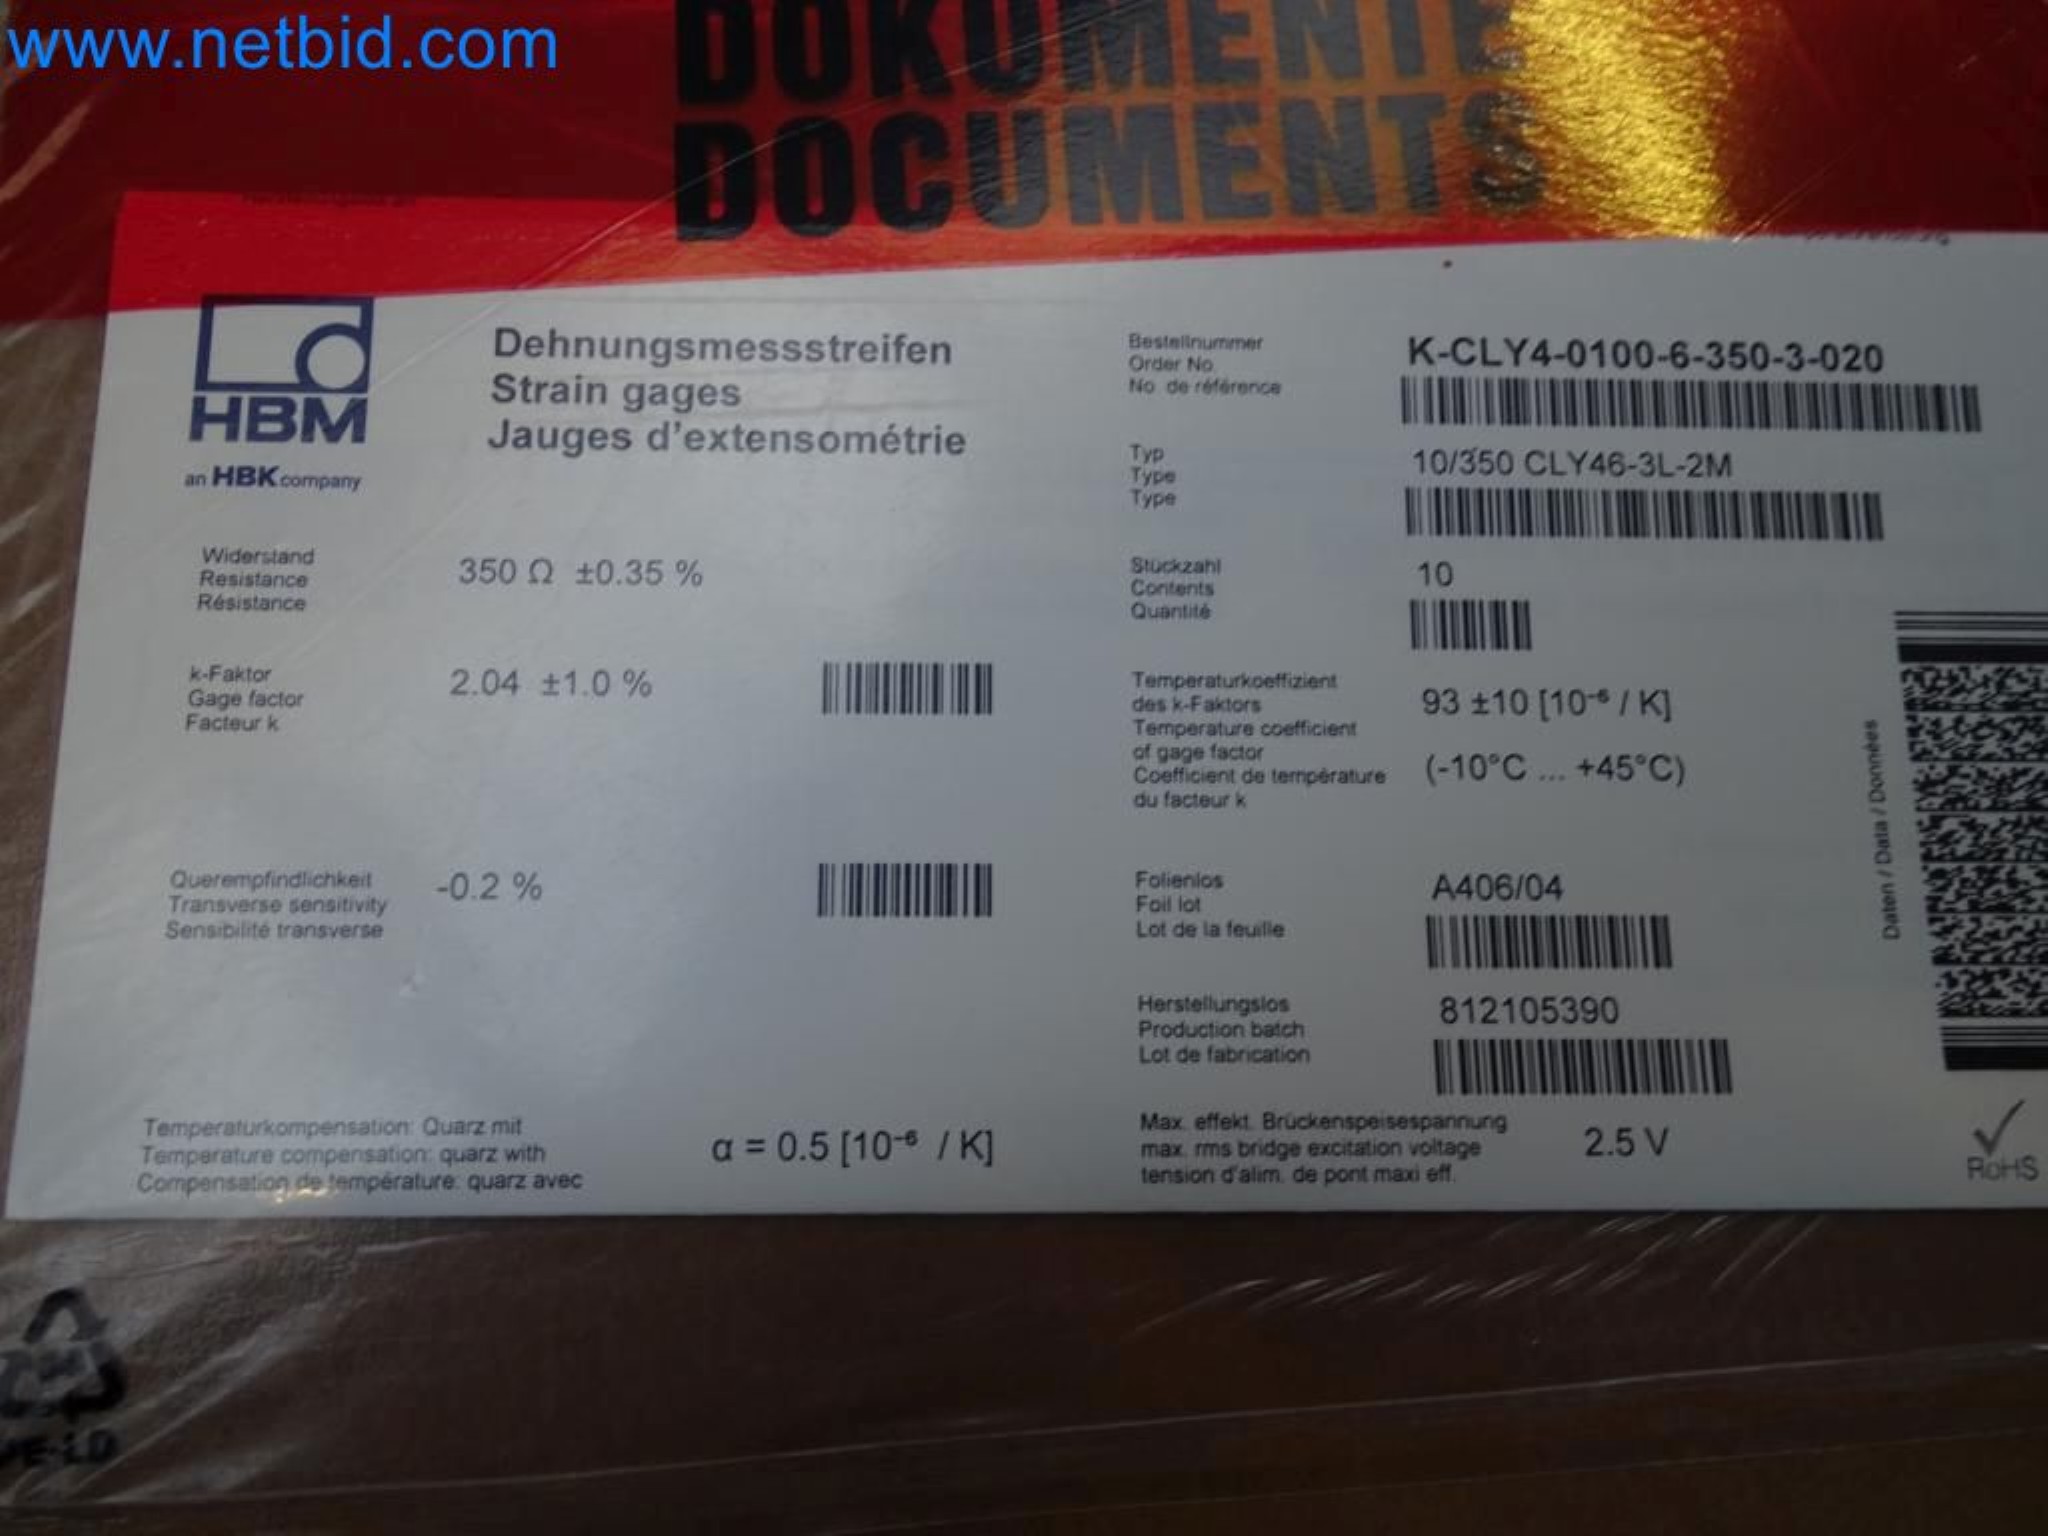 www.netbid.com
DOKUMENTE
DOCUMENTS
HBM
an HBK company
Dehnungsmessstreifen
Strain gages
Jauges d'extensométrie
Widerstand
Resistance
Résistance
350 Ω ±0.35 %
k-Faktor
Gage factor
Facteur k
2.04 ±1.0 %
Querempfindlichkeit
Transverse sensitivity
Sensibilité transverse
-0.2 %
Temperaturkompensation: Quarz mit
Temperature compensation: quarz with
Compensation de température: quarz avec
α = 0.5 [10⁻⁶ / K]
Bestellnummer
Order No.
No. de référence
K-CLY4-0100-6-350-3-020
Typ
Type
Type
10/350 CLY46-3L-2M
Stückzahl
Contents
Quantité
10
Temperaturkoeffizient
des k-Faktors
Temperature coefficient
of gage factor
Coefficient de température
du facteur k
93 ±10 [10⁻⁶ / K]
(-10°C ... +45°C)
Folienlos
Foil lot
Lot de la feuille
A406/04
Herstellungslos
Production batch
Lot de fabrication
812105390
Max. effekt. Brückenspeisespannung
max. rms bridge excitation voltage
tension d'alim. de pont maxi eff.
2.5 V
Daten / Data / Données
RoHS